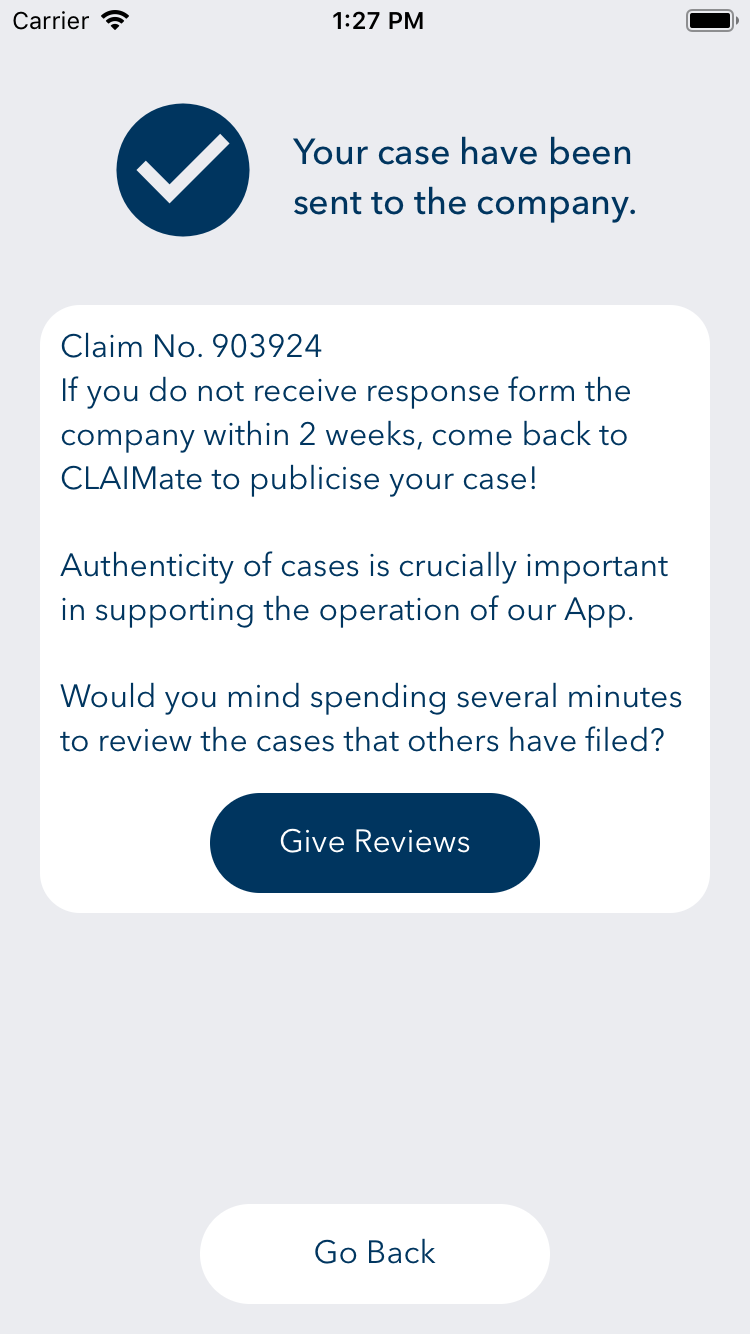 Carrier 1:27 PM
Your case have been
sent to the company.
Claim No. 903924
If you do not receive response form the
company within 2 weeks, come back to
CLAIMate to publicise your case!
Authenticity of cases is crucially important
in supporting the operation of our App.
Would you mind spending several minutes
to review the cases that others have filed?
Give Reviews
Go Back